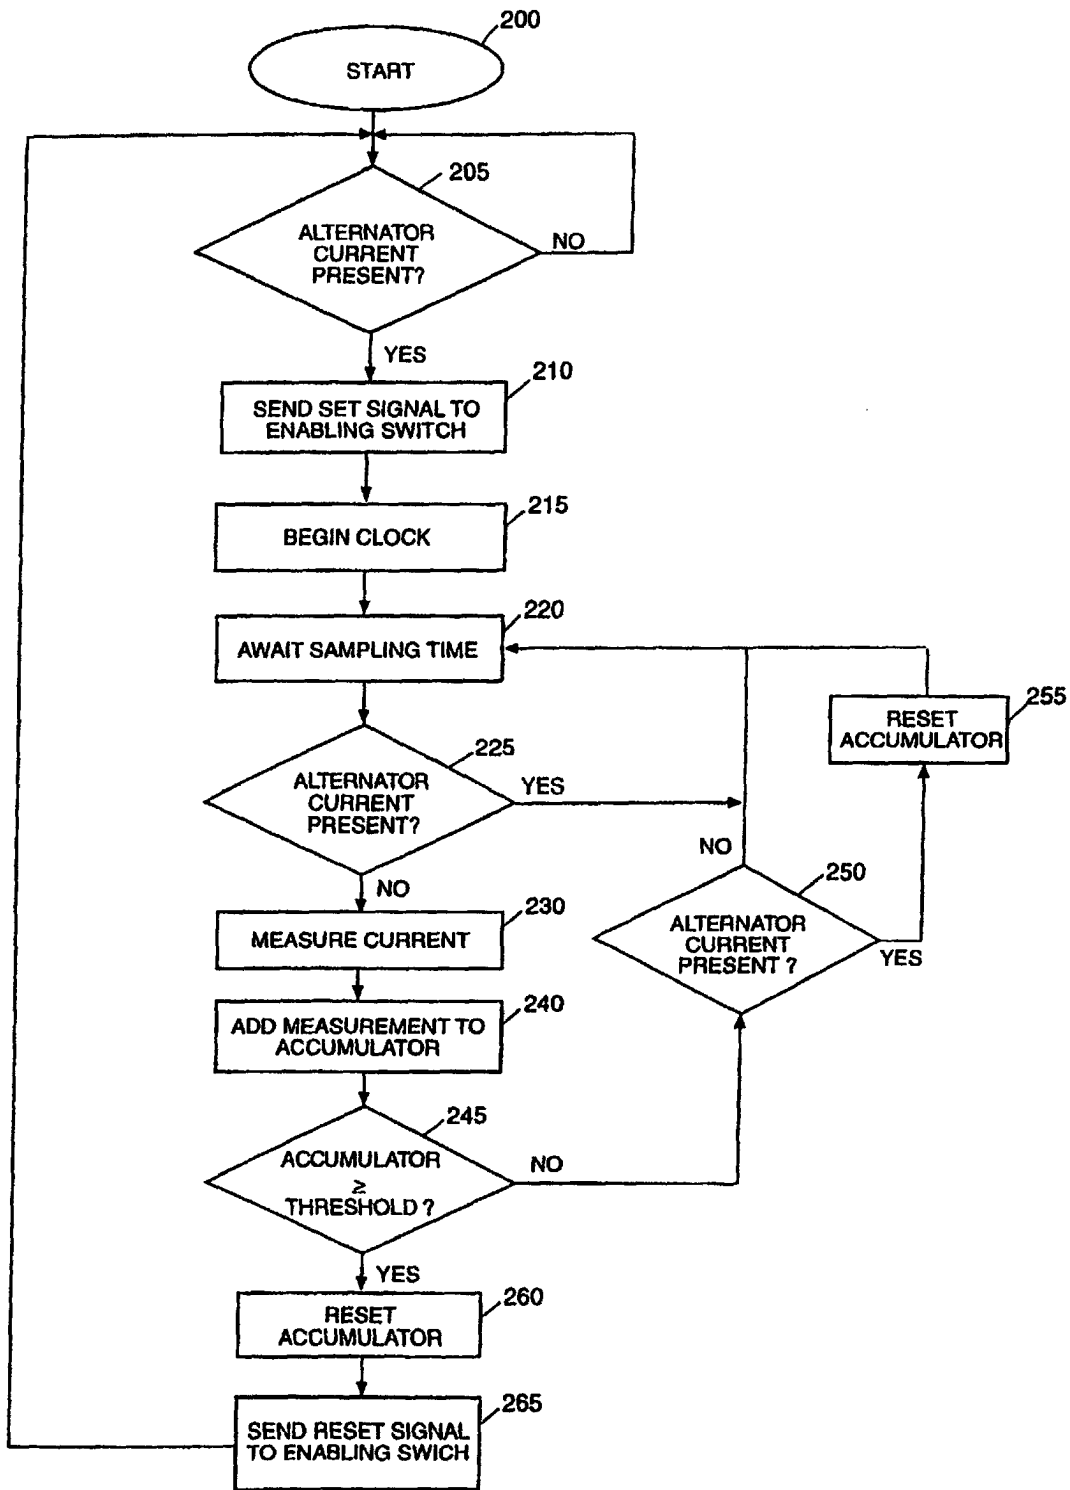 200
START
205
ALTERNATOR
CURRENT
PRESENT?
NO
YES
210
SEND SET SIGNAL TO
ENABLING SWITCH
215
BEGIN CLOCK
220
AWAIT SAMPLING TIME
255
RESET
ACCUMULATOR
225
ALTERNATOR
CURRENT
PRESENT?
YES
NO
NO
250
ALTERNATOR
CURRENT
PRESENT ?
YES
230
MEASURE CURRENT
240
ADD MEASUREMENT TO
ACCUMULATOR
245
ACCUMULATOR
≥
THRESHOLD ?
NO
YES
260
RESET
ACCUMULATOR
265
SEND RESET SIGNAL
TO ENABLING SWICH